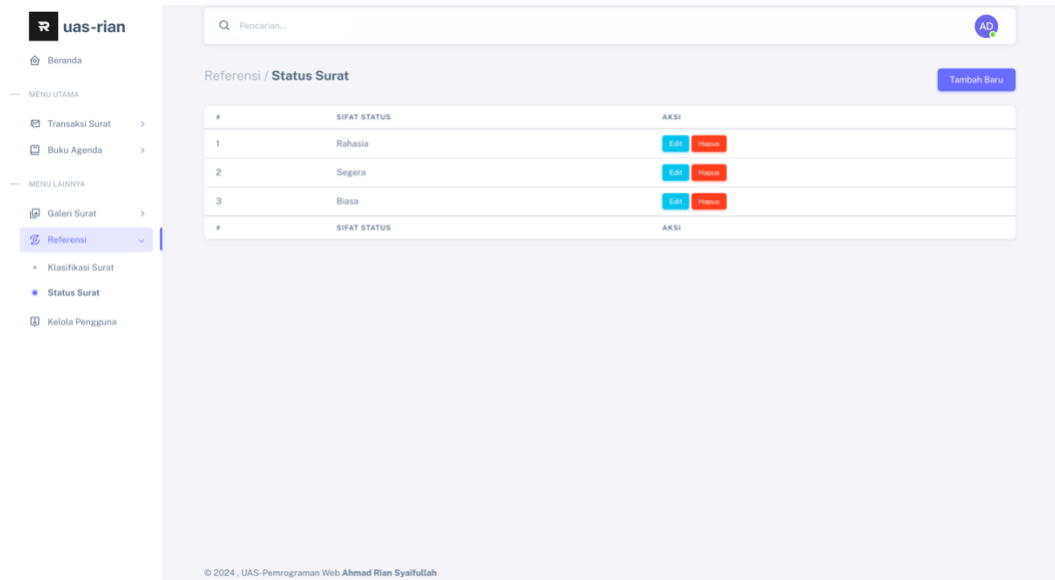 uas-rian
Beranda
MENU UTAMA
Transaksi Surat
Buku Agenda
MENU LAINNYA
Galeri Surat
Referensi
Klasifikasi Surat
Status Surat
Kelola Pengguna
Pencarian...
AD
Referensi / Status Surat
Tambah Baru
# SIFAT STATUS AKSI
1 Rahasia Edit Hapus
2 Segera Edit Hapus
3 Biasa Edit Hapus
# SIFAT STATUS AKSI
© 2024 , UAS-Pemrograman Web Ahmad Rian Syaifullah